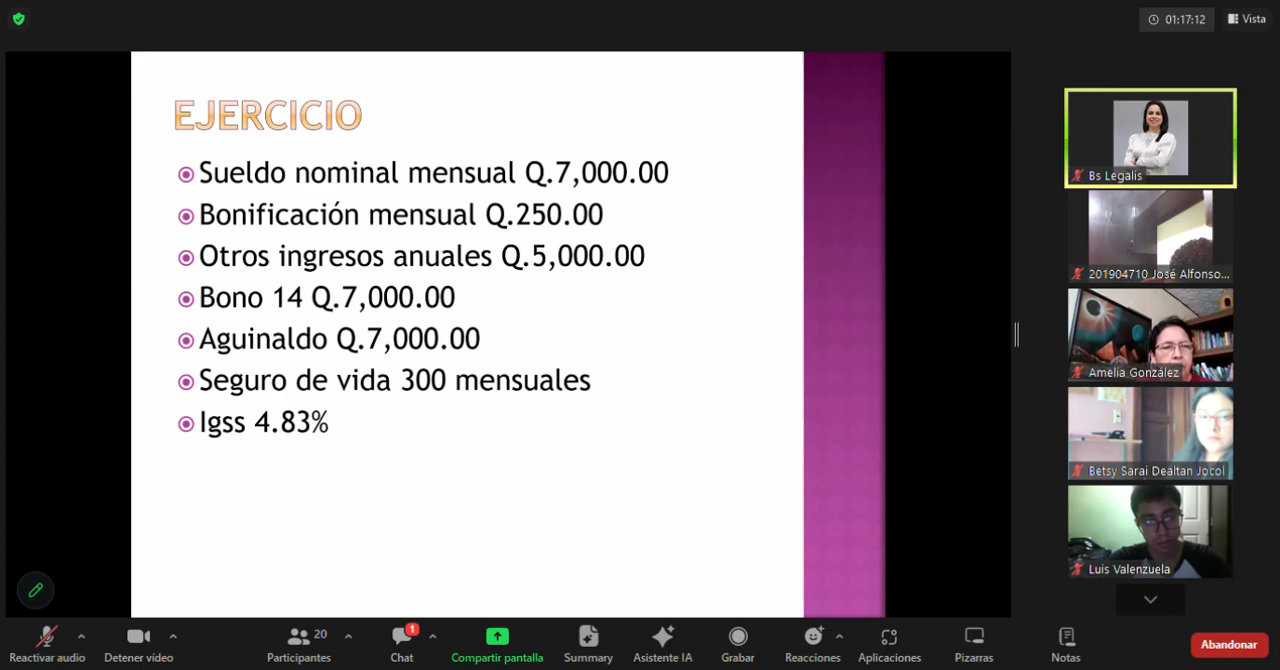 01:17:12
Vista
EJERCICIO
Sueldo nominal mensual Q.7,000.00
Bonificación mensual Q.250.00
Otros ingresos anuales Q.5,000.00
Bono 14 Q.7,000.00
Aguinaldo Q.7,000.00
Seguro de vida 300 mensuales
Igss 4.83%
Bs Legalis
201904710 José Alfonso...
Amelia González
Betsy Sarai Dealtan Jocol
Luis Valenzuela
Reactivar audio
Detener vídeo
20
Participantes
1
Chat
Compartir pantalla
Summary
Asistente IA
Grabar
Reacciones
Aplicaciones
Pizarras
Notas
Abandonar